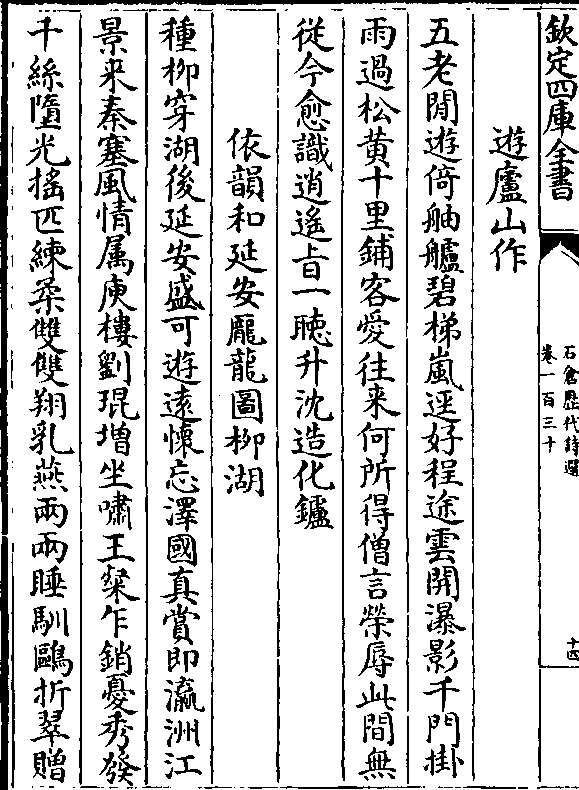 欽定四庫全書
石倉歷代詩選
卷一百三十
十四
遊廬山作
五老閒遊倚舳艫碧梯嵐逕好程途雲開瀑影千門掛
雨過松黄十里鋪客愛往来何所得僧言榮辱此間無
從今愈識逍遙旨一聽升沈造化鑪
依韻和延安龎龍圖柳湖
種柳穿湖後延安盛可遊遠懐忘澤國真賞即瀛洲江
景来秦塞風情属庾樓劉琨増坐嘯王粲乍銷憂秀發
千絲墮光揺匹練柔雙雙翔乳燕兩兩睡馴鷗折翠贈